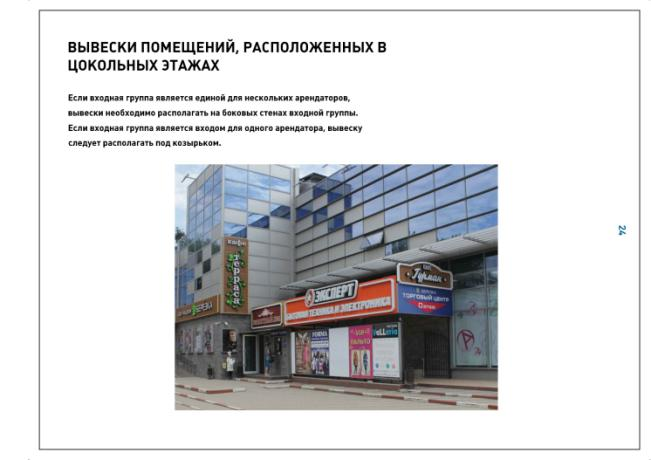 ВЫВЕСКИ ПОМЕЩЕНИЙ, РАСПОЛОЖЕННЫХ В
ЦОКОЛЬНЫХ ЭТАЖАХ
Если входная группа является единой для нескольких арендаторов,
вывески необходимо располагать на боковых стенах входной группы.
Если входная группа является входом для одного арендатора, вывеску
следует располагать под козырьком.
кафе
терраса
ЭКСПЕРТ
БЫТОВАЯ ТЕХНИКА И ЭЛЕКТРОНИКА
Гурман
ТОРГОВЫЙ ЦЕНТР
FORMA
24